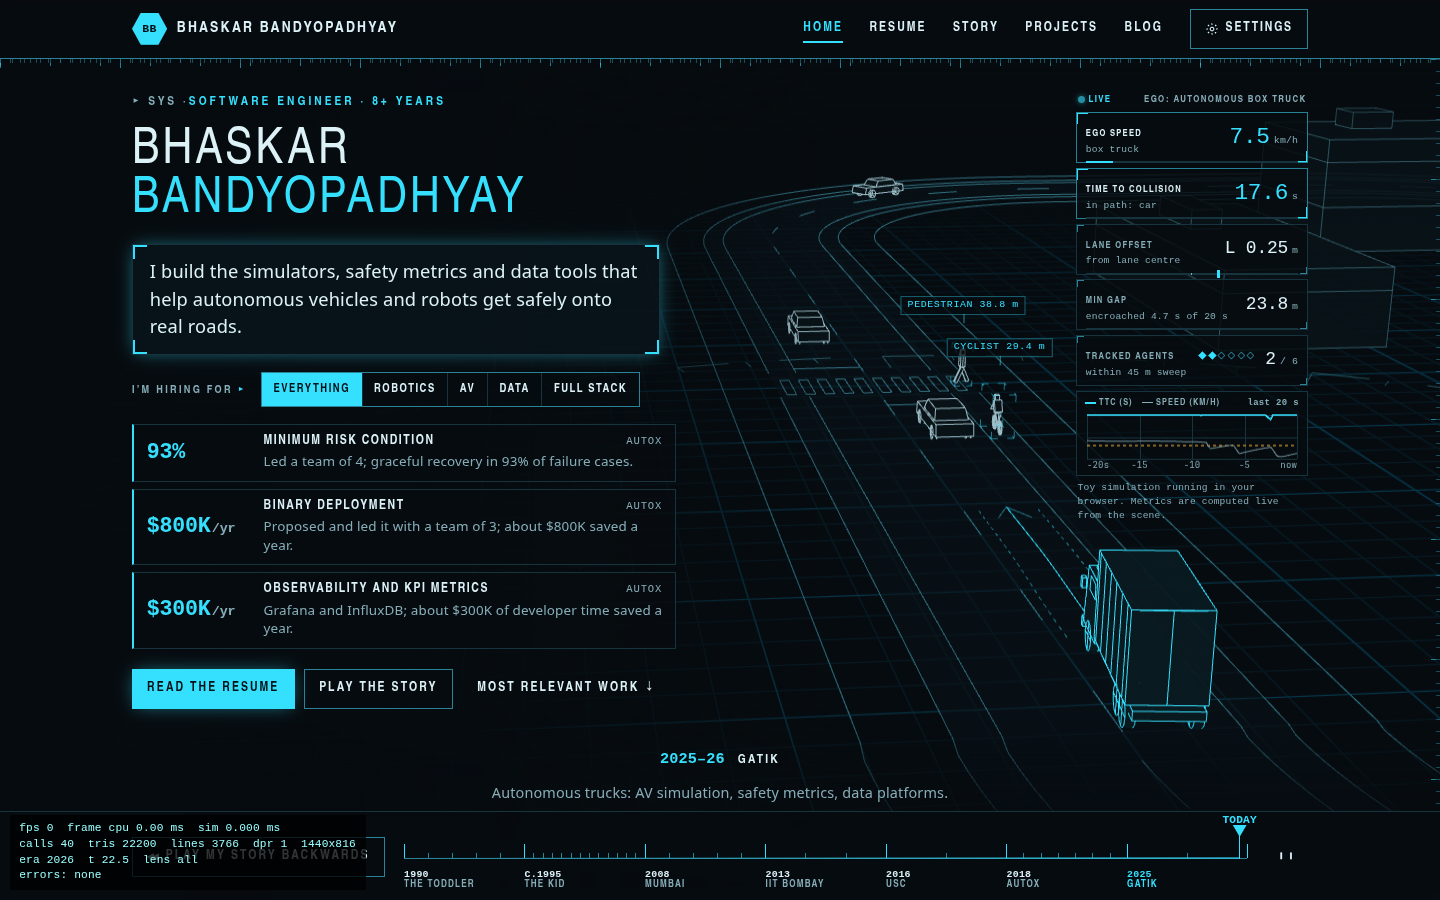 BB BHASKAR BANDYOPADHYAY
HOME RESUME STORY PROJECTS BLOG SETTINGS
▸ SYS · SOFTWARE ENGINEER · 8+ YEARS
BHASKAR
BANDYOPADHYAY
I build the simulators, safety metrics and data tools that
help autonomous vehicles and robots get safely onto
real roads.
I'M HIRING FOR ▸ EVERYTHING ROBOTICS AV DATA FULL STACK
93% MINIMUM RISK CONDITION AUTOX
Led a team of 4; graceful recovery in 93% of failure cases.
$800K/yr BINARY DEPLOYMENT AUTOX
Proposed and led it with a team of 3; about $800K saved a
year.
$300K/yr OBSERVABILITY AND KPI METRICS AUTOX
Grafana and InfluxDB; about $300K of developer time saved a
year.
READ THE RESUME PLAY THE STORY MOST RELEVANT WORK ↓
LIVE EGO: AUTONOMOUS BOX TRUCK
EGO SPEED 7.5 km/h
box truck
TIME TO COLLISION 17.6 s
in path: car
LANE OFFSET L 0.25 m
from lane centre
MIN GAP 23.8 m
encroached 4.7 s of 20 s
TRACKED AGENTS ◆◆◇◇◇◇ 2 / 6
within 45 m sweep
TTC (S) SPEED (KM/H) last 20 s
-20s -15 -10 -5 now
Toy simulation running in your
browser. Metrics are computed live
from the scene.
PEDESTRIAN 38.8 m
CYCLIST 29.4 m
2025–26 GATIK
Autonomous trucks: AV simulation, safety metrics, data platforms.
fps 0 frame cpu 0.00 ms sim 0.000 ms
calls 40 tris 22200 lines 3766 dpr 1 1440x816
era 2026 t 22.5 lens all
errors: none
PLAY MY STORY BACKWARDS
TODAY
1990 C.1995 2008 2013 2016 2018 2025
THE TODDLER THE KID MUMBAI IIT BOMBAY USC AUTOX GATIK